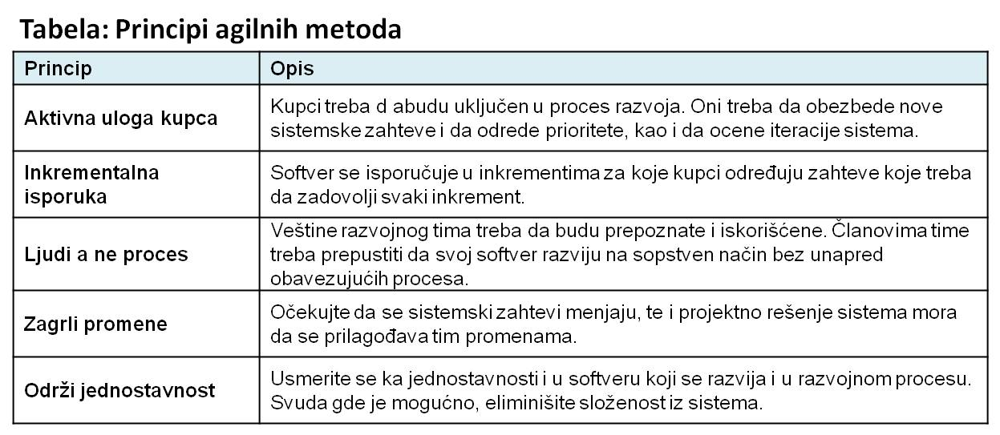 Tabela: Principi agilnih metoda
Princip
Opis
Aktivna uloga kupca
Kupci treba d abudu uključen u proces razvoja. Oni treba da obezbede nove
sistemske zahteve i da odrede prioritete, kao i da ocene iteracije sistema.
Inkrementalna
isporuka
Softver se isporučuje u inkrementima za koje kupci određuju zahteve koje treba
da zadovolji svaki inkrement.
Ljudi a ne proces
Veštine razvojnog tima treba da budu prepoznate i iskorišćene. Članovima time
treba prepustiti da svoj softver razviju na sopstven način bez unapred
obavezujućih procesa.
Zagrli promene
Očekujte da se sistemski zahtevi menjaju, te i projektno rešenje sistema mora
da se prilagođava tim promenama.
Održi jednostavnost
Usmerite se ka jednostavnosti i u softveru koji se razvija i u razvojnom procesu.
Svuda gde je mogućno, eliminišite složenost iz sistema.